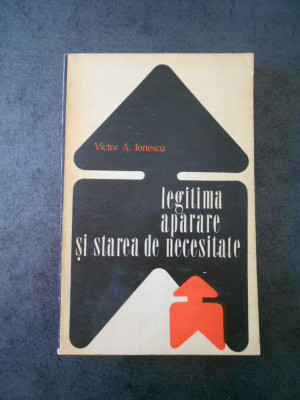 Victor A. Ionescu
legitima
apărare
și starea de necesitate